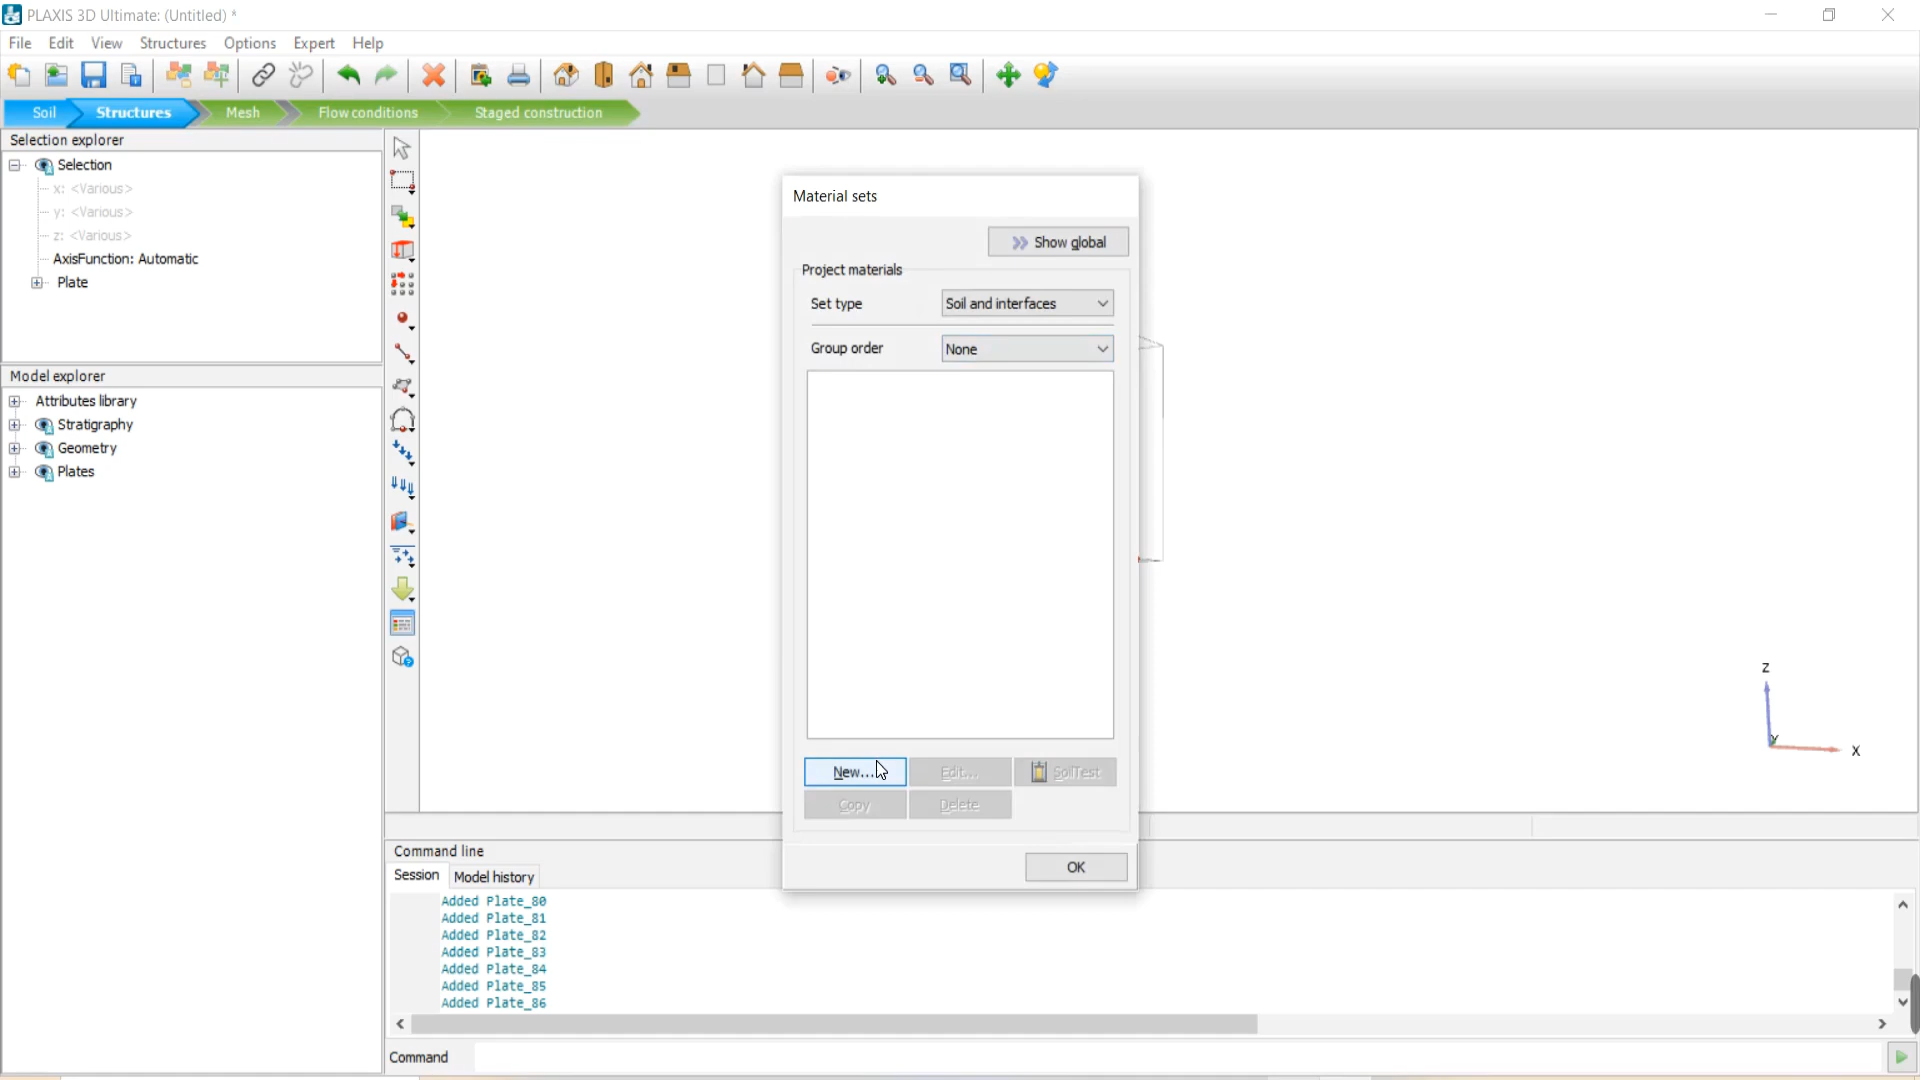 PLAXIS 3D Ultimate: (Untitled) *
File Edit View Structures Options Expert Help
Soil Structures Mesh Flow conditions Staged construction
Selection explorer
Selection
x: <Various>
y: <Various>
z: <Various>
AxisFunction: Automatic
Plate
Model explorer
Attributes library
Stratigraphy
Geometry
Plates
Material sets
Show global
Project materials
Set type Soil and interfaces
Group order None
New... Edit... SoilTest
Copy Delete
OK
Z
Y
X
Command line
Session Model history
Added Plate_80
Added Plate_81
Added Plate_82
Added Plate_83
Added Plate_84
Added Plate_85
Added Plate_86
Command